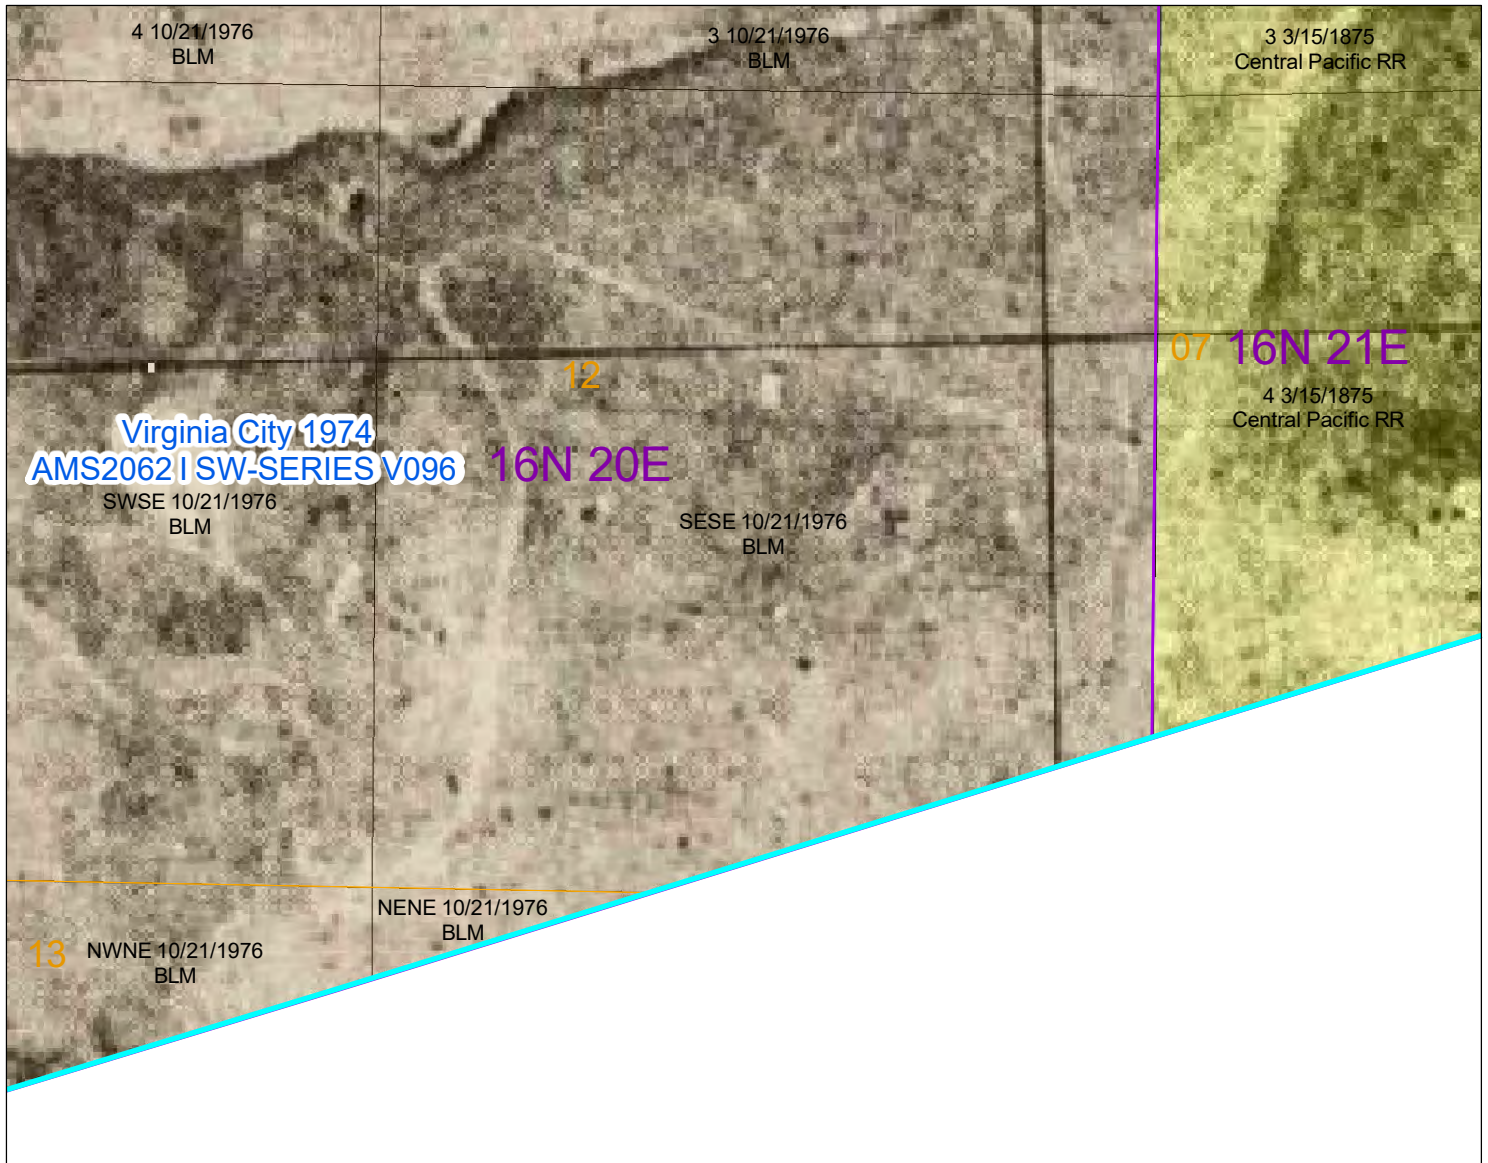 4 10/21/1976
BLM
3 10/21/1976
BLM
3 3/15/1875
Central Pacific RR
07
16N 21E
12
4 3/15/1875
Central Pacific RR
Virginia City 1974
AMS2062 I SW-SERIES V096
16N 20E
SWSE 10/21/1976
BLM
SESE 10/21/1976
BLM
NENE 10/21/1976
BLM
13
NWNE 10/21/1976
BLM